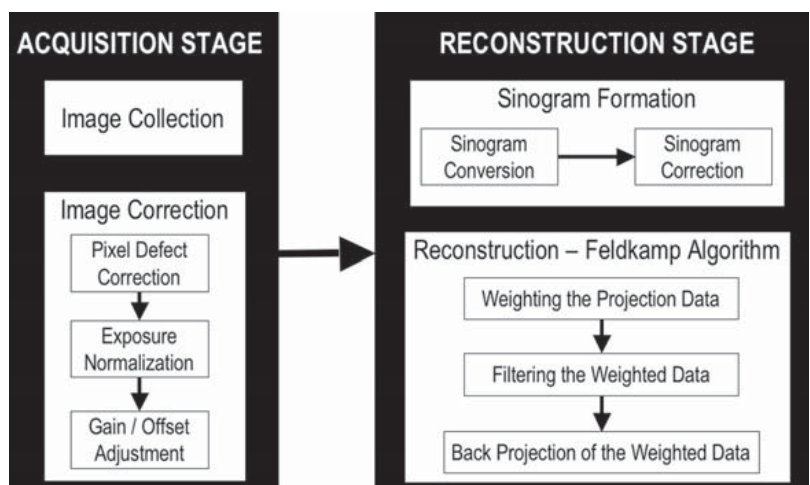 ACQUISITION STAGE
Image Collection
Image Correction
Pixel Defect
Correction
Exposure
Normalization
Gain / Offset
Adjustment
RECONSTRUCTION STAGE
Sinogram Formation
Sinogram
Conversion
Sinogram
Correction
Reconstruction – Feldkamp Algorithm
Weighting the Projection Data
Filtering the Weighted Data
Back Projection of the Weighted Data